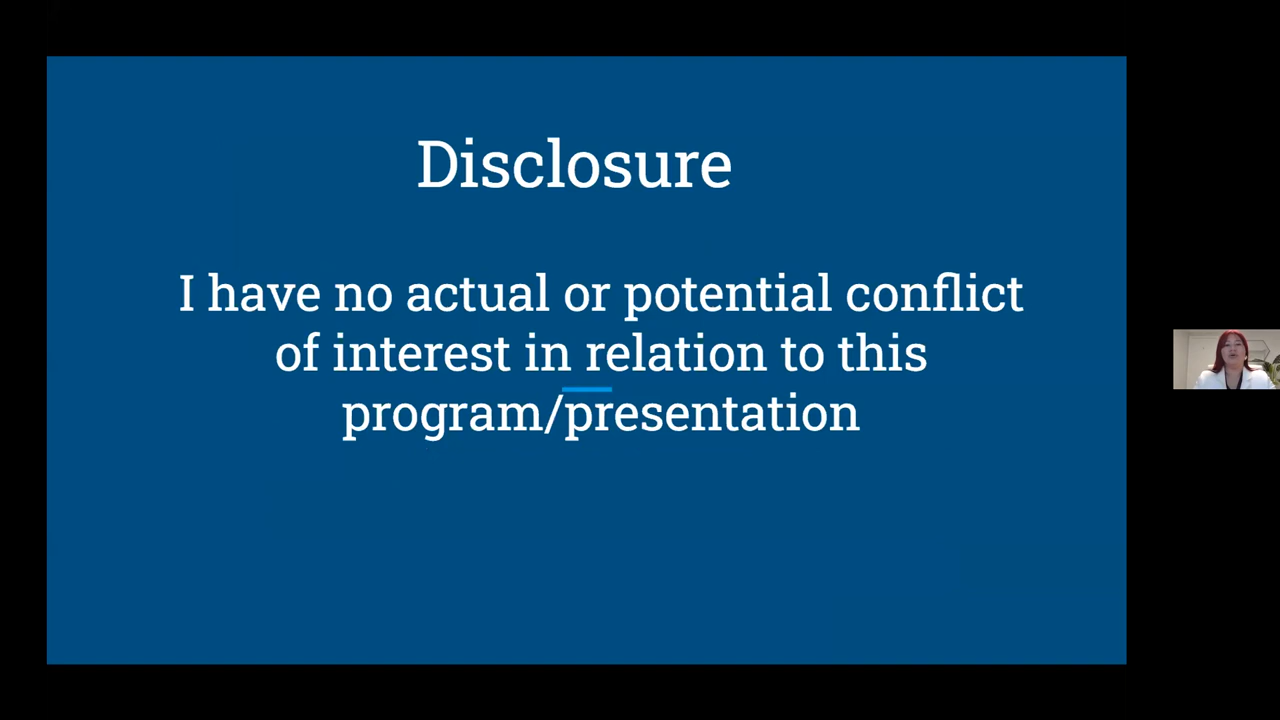 Disclosure
I have no actual or potential conflict
of interest in relation to this
program/presentation